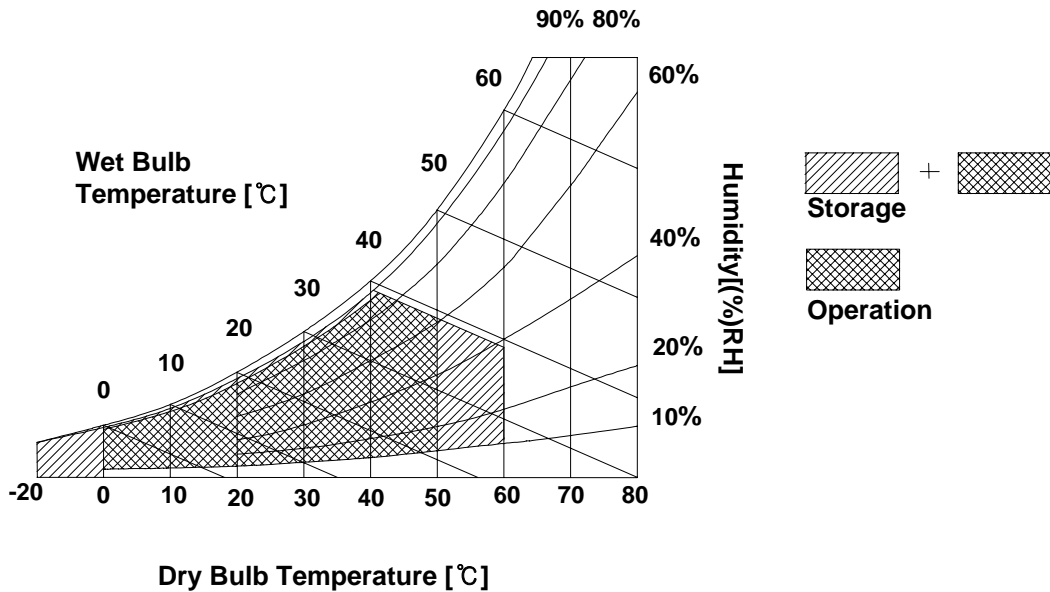 90% 80%
60
60%
50
Wet Bulb
Temperature [℃]
40
40%
30
20
20%
10
10%
0
Humidity[(%)RH]
-20 0 10 20 30 40 50 60 70 80
Dry Bulb Temperature [℃]
+
Storage
Operation